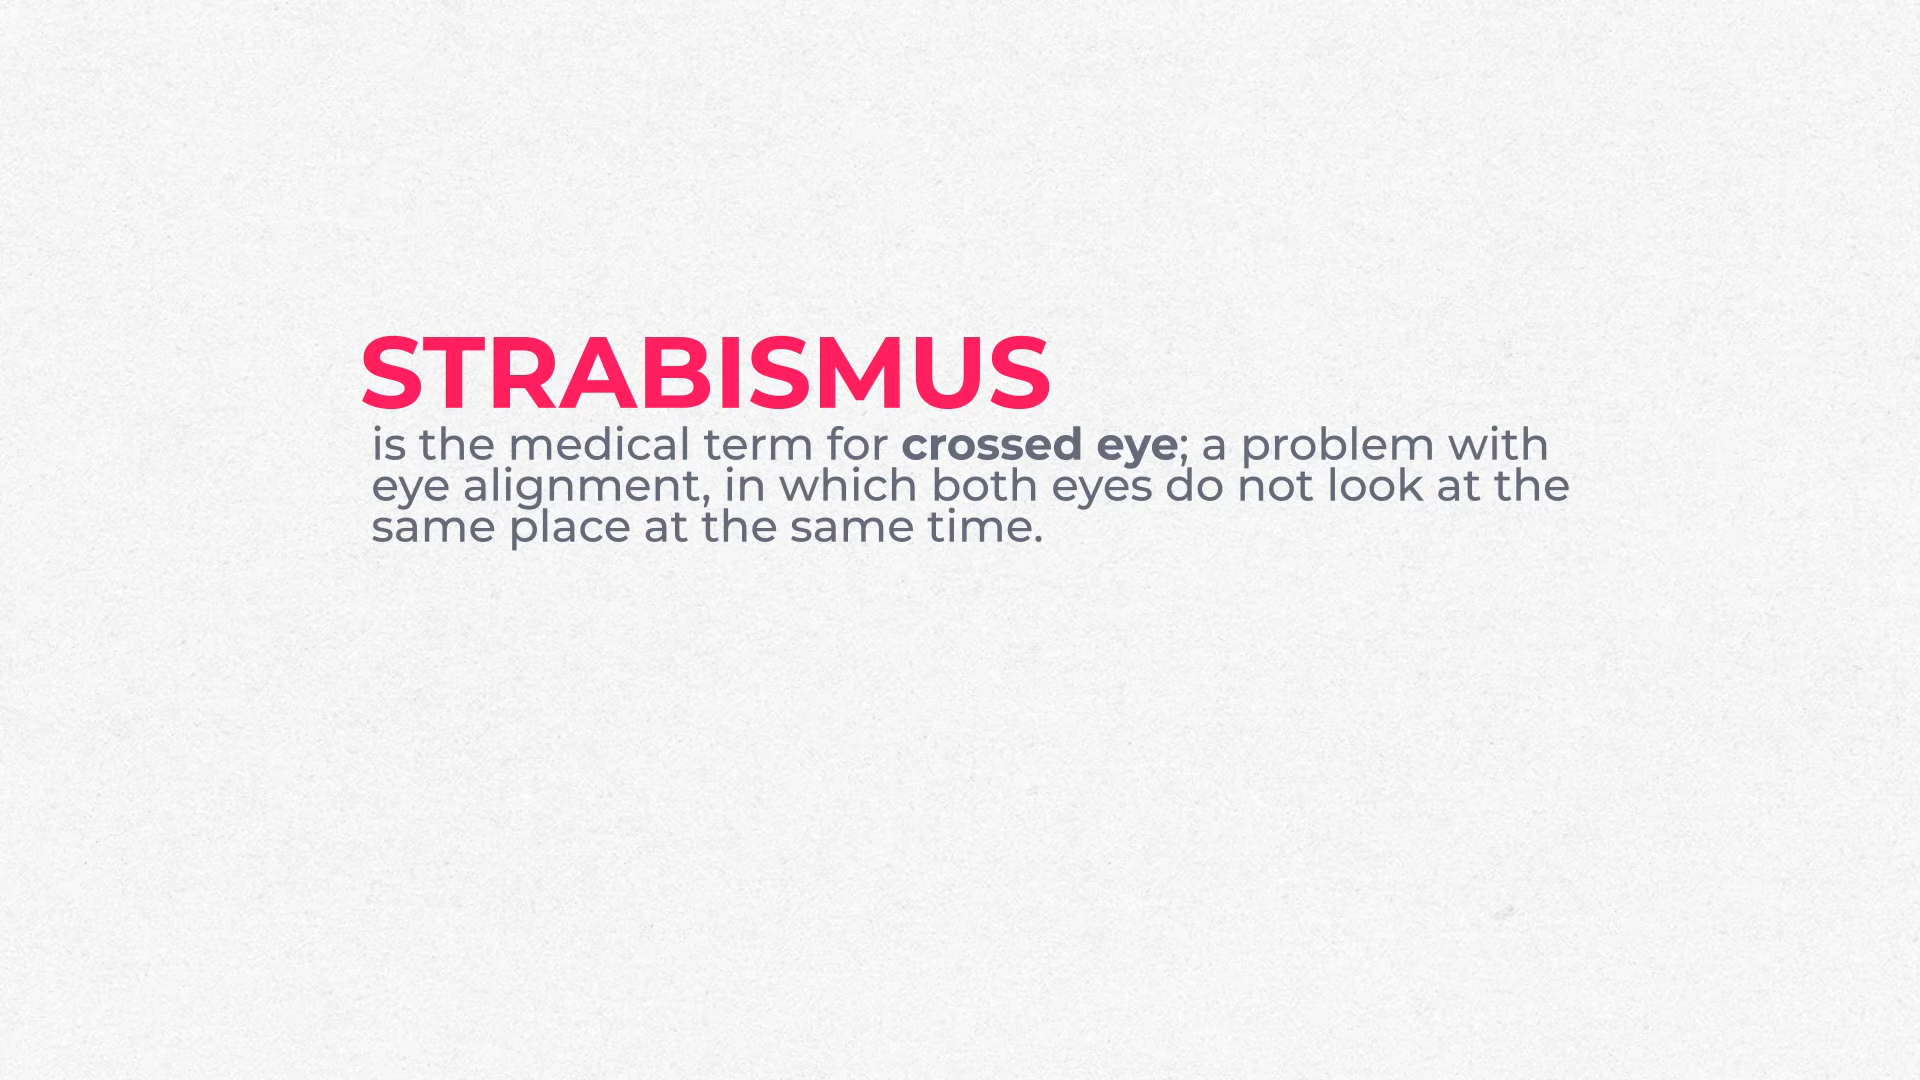 STRABISMUS
is the medical term for crossed eye; a problem with
eye alignment, in which both eyes do not look at the
same place at the same time.